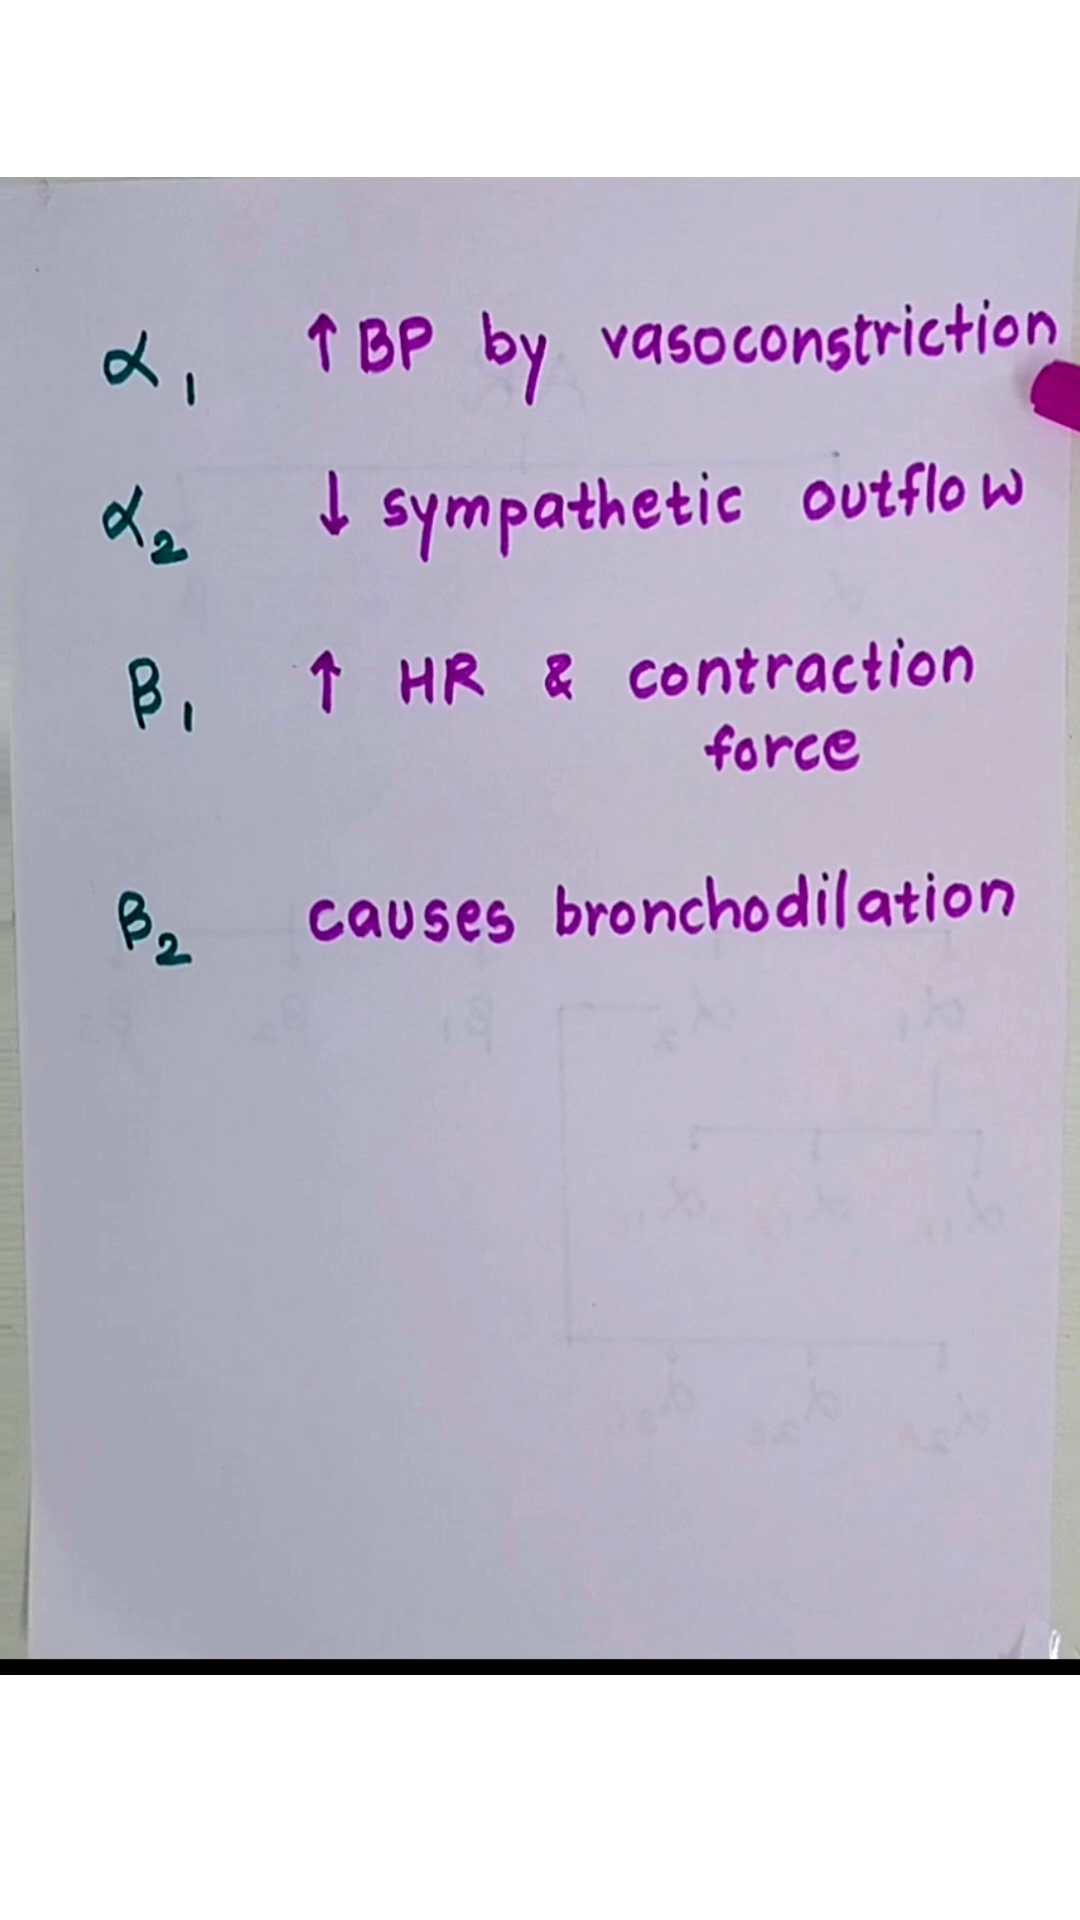 α1 ↑ BP by vasoconstriction
α2 ↓ sympathetic outflow
β1 ↑ HR & contraction
force
β2 causes bronchodilation